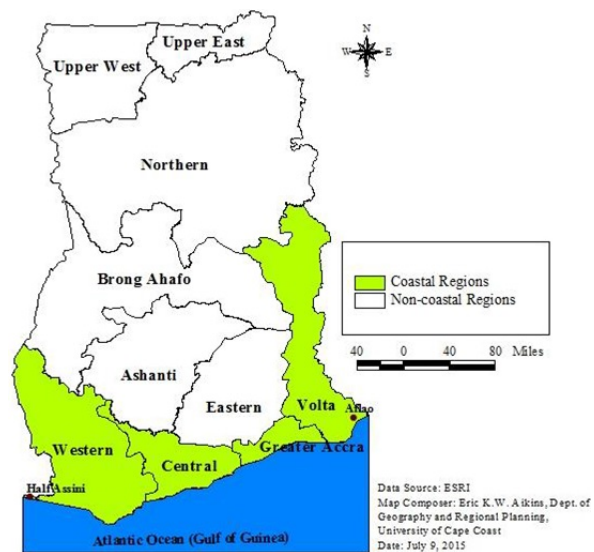 Upper East
Upper West
N
W
E
S
Northern
Brong Ahafo
Coastal Regions
Non-coastal Regions
40 0 40 80 Miles
Ashanti
Eastern
Volta
Aflao
Western
Central
Greater Accra
Half Assini
Atlantic Ocean (Gulf of Guinea)
Data Source: ESRI
Map Composer: Eric K.W. Aikins, Dept. of
Geography and Regional Planning,
University of Cape Coast
Date: July 9, 2015